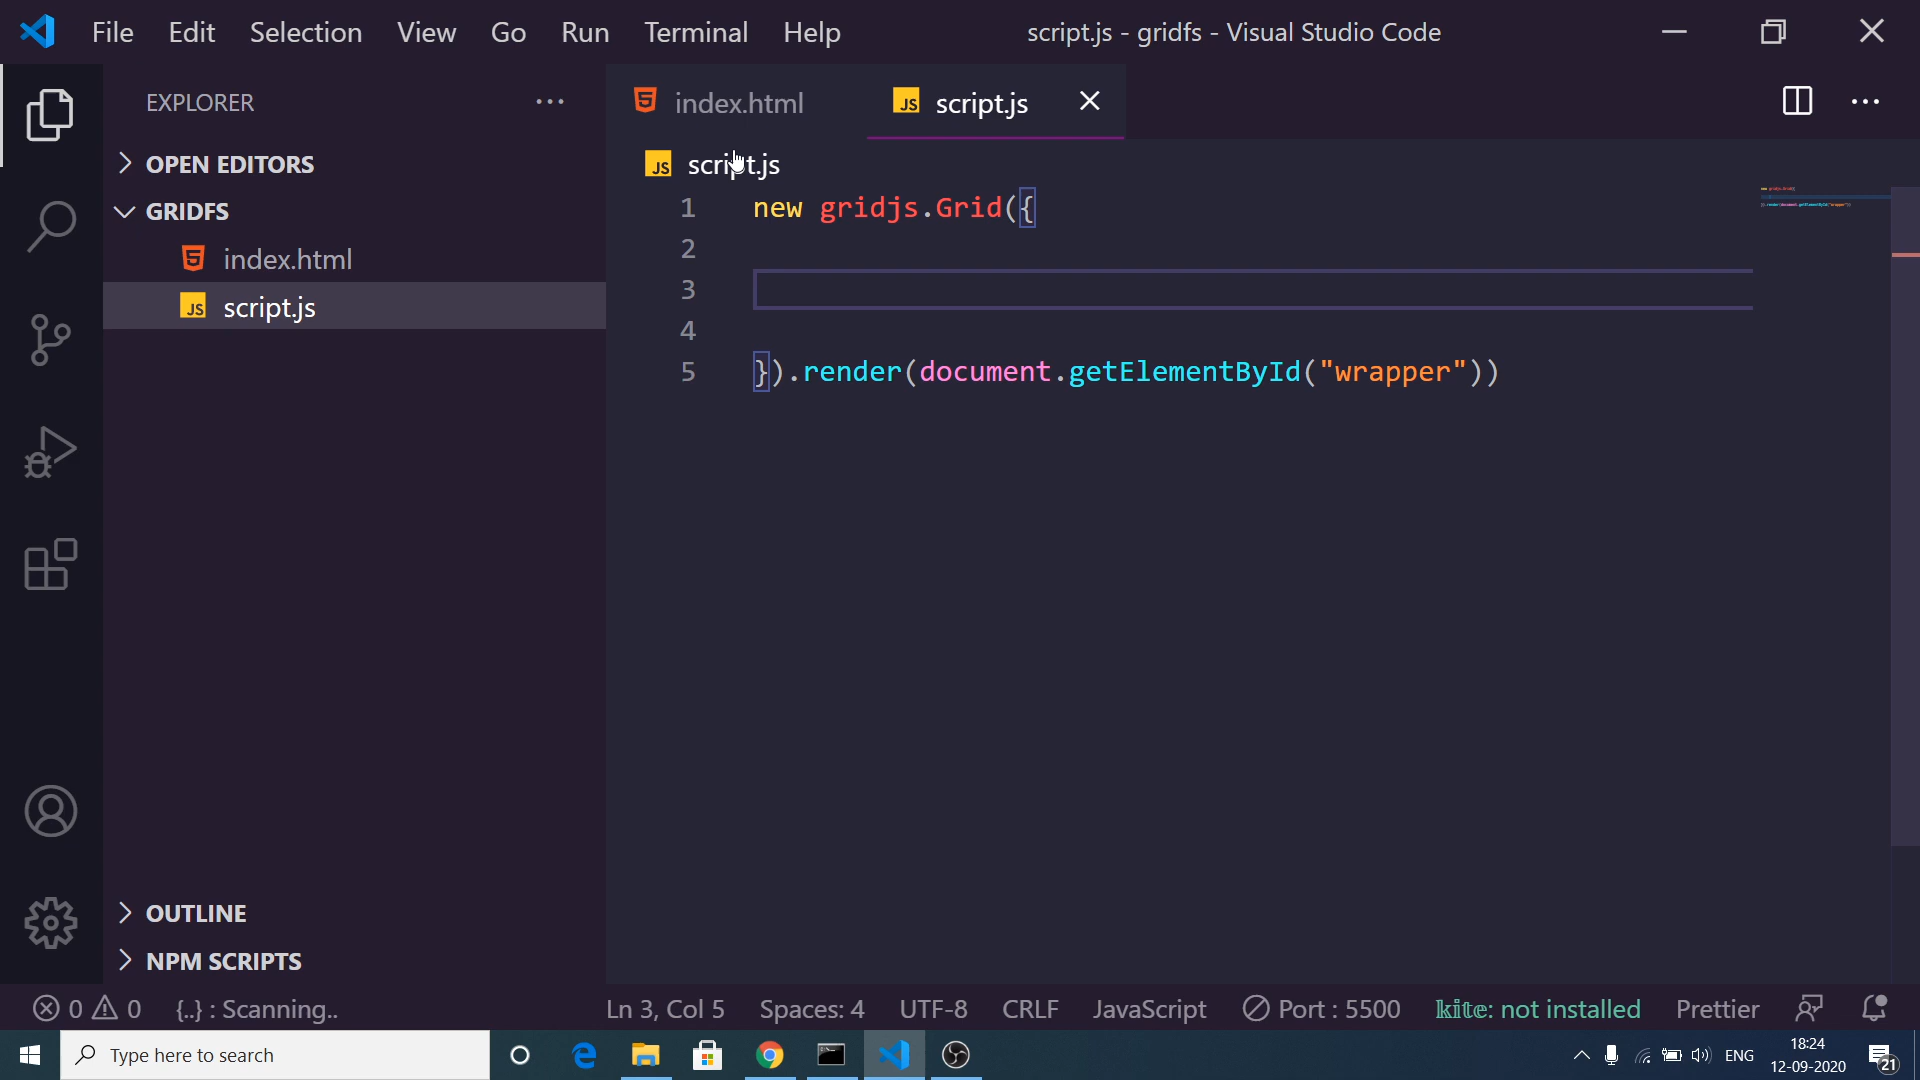 File Edit Selection View Go Run Terminal Help
script.js - gridfs - Visual Studio Code
EXPLORER
OPEN EDITORS
GRIDFS
index.html
JS script.js
OUTLINE
NPM SCRIPTS
index.html
JS script.js
JS script.js
1 new gridjs.Grid({
2
3
4
5 }).render(document.getElementById("wrapper"))
0 0 {..} : Scanning..
Ln 3, Col 5 Spaces: 4 UTF-8 CRLF JavaScript Port : 5500 kite: not installed Prettier
Type here to search
ENG
18:24
12-09-2020
21